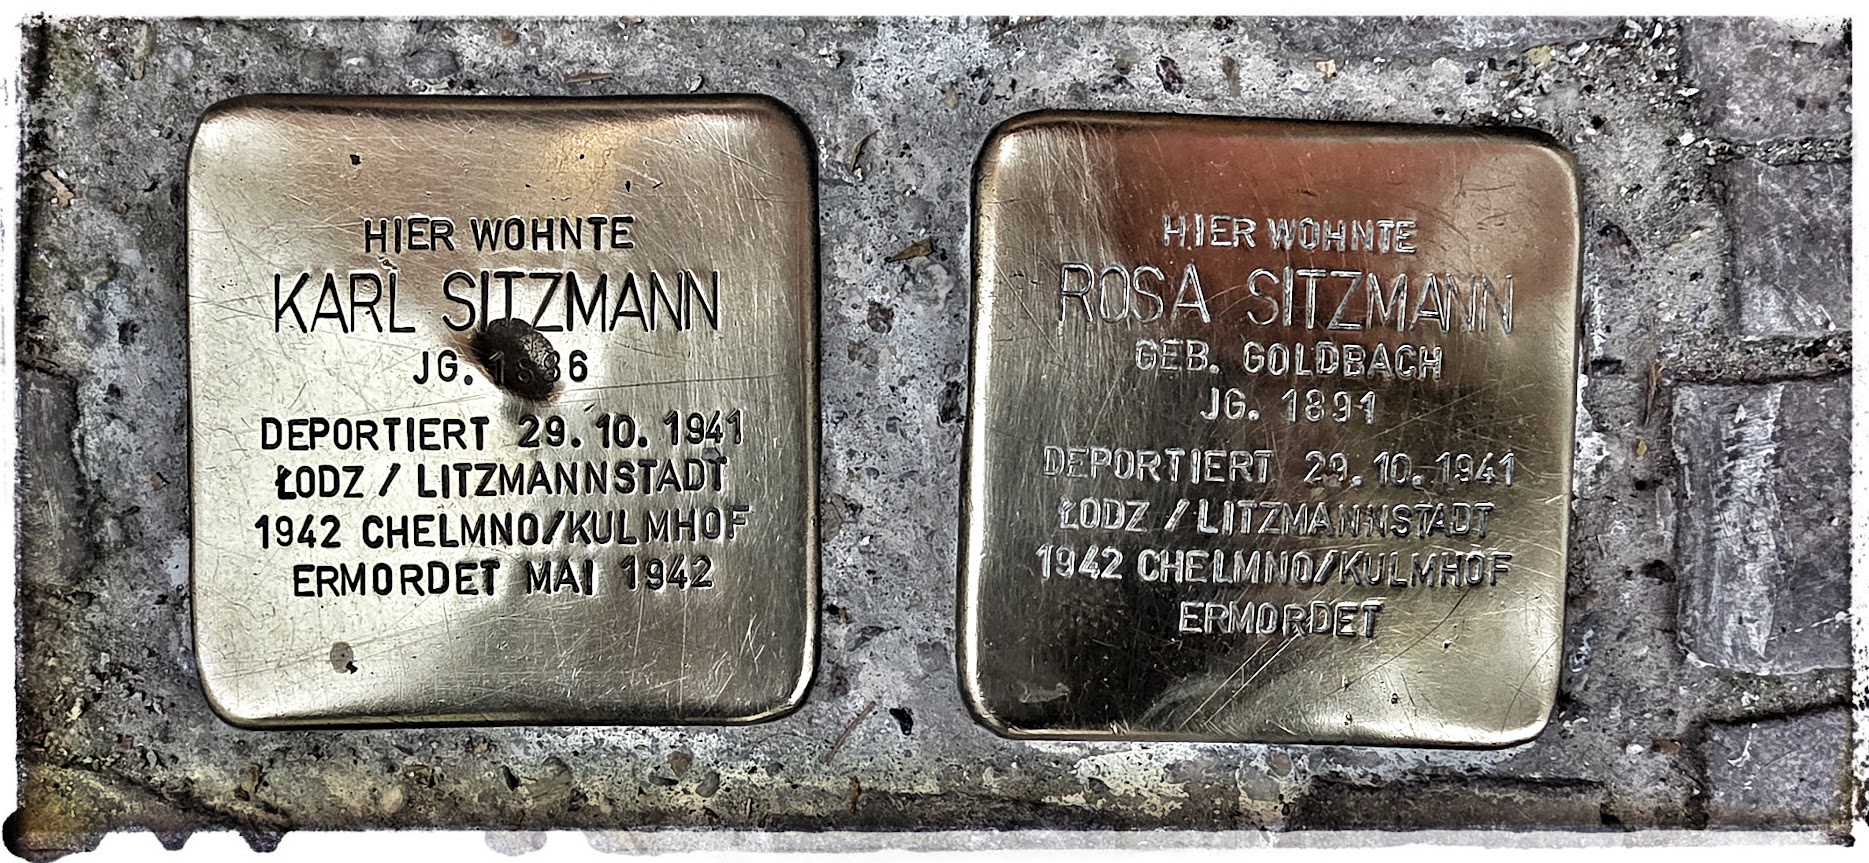 HIER WOHNTE
KARL SITZMANN
JG. 1886
DEPORTIERT 29.10.1941
ŁODZ / LITZMANNSTADT
1942 CHELMNO/KULMHOF
ERMORDET MAI 1942
HIER WOHNTE
ROSA SITZMANN
GEB. GOLDBACH
JG. 1891
DEPORTIERT 29.10.1941
ŁODZ / LITZMANNSTADT
1942 CHELMNO/KULMHOF
ERMORDET